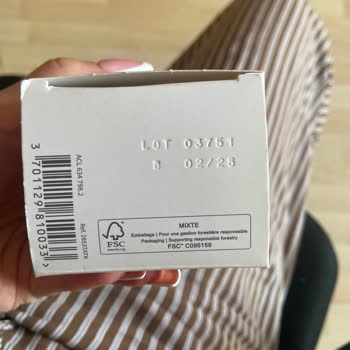 LOT 03751
02/28
ACL 634 798.2
3 701129 810033 >
MIXTE
Emballage | Pour une gestion forestière responsable
Packaging | Supporting responsible forestry
FSC™ C095159
FSC